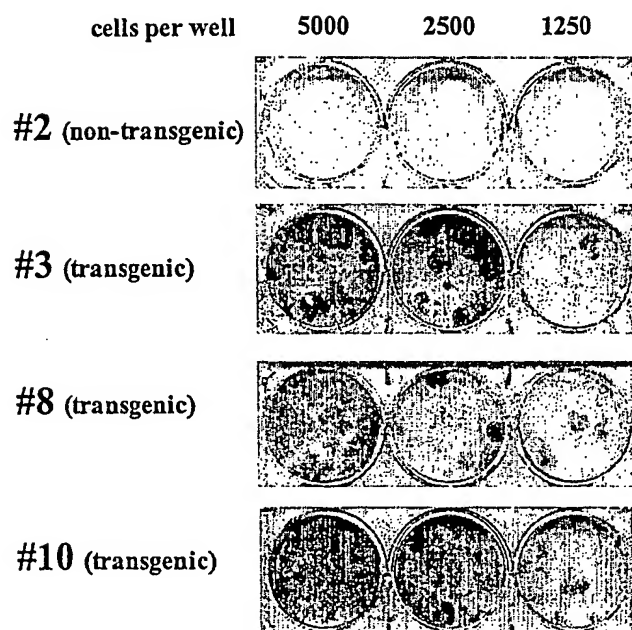 cells per well 5000 2500 1250
#2 (non-transgenic)
#3 (transgenic)
#8 (transgenic)
#10 (transgenic)